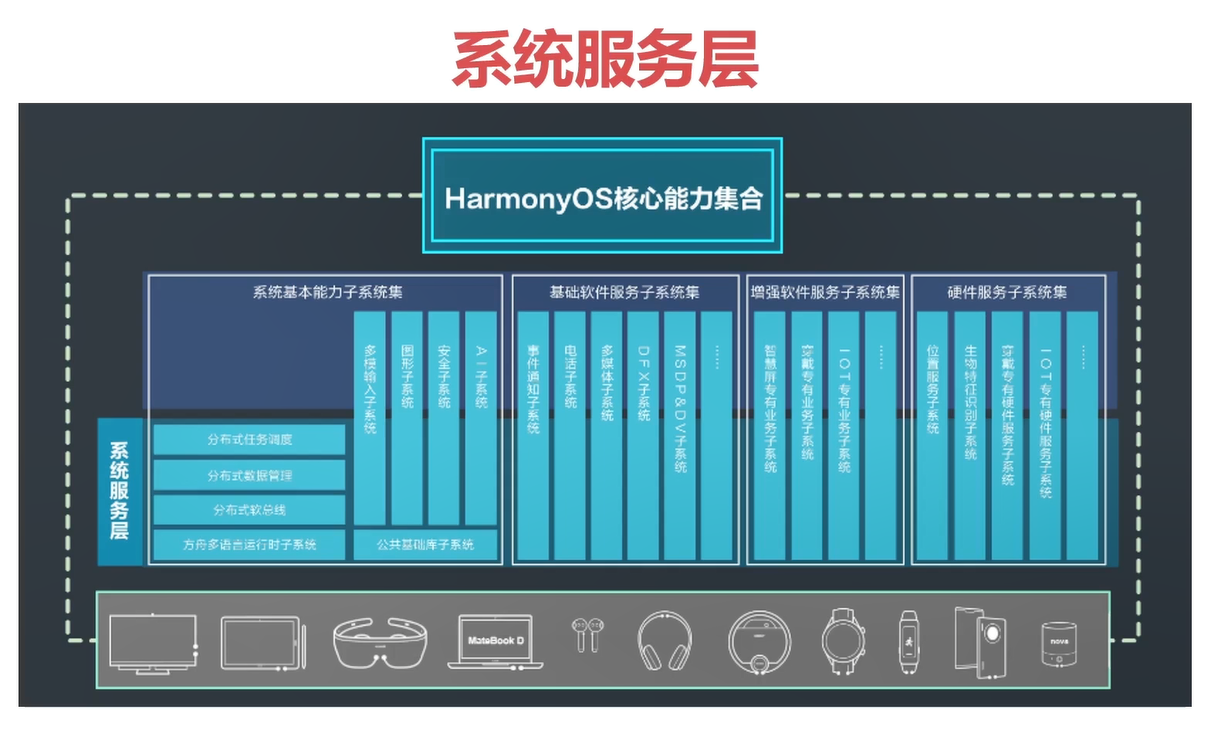 系统服务层
HarmonyOS核心能力集合
系统基本能力子系统集
基础软件服务子系统集
增强软件服务子系统集
硬件服务子系统集
多模输入子系统
图形子系统
安全子系统
AI子系统
事件通知子系统
电话子系统
多媒体子系统
DFX子系统
MSDP&DV子系统
......
智慧屏专有业务子系统
穿戴专有业务子系统
IOT专有业务子系统
......
位置服务子系统
生物特征识别子系统
穿戴专有硬件服务子系统
IOT专有硬件服务子系统
......
系统服务层
分布式任务调度
分布式数据管理
分布式软总线
方舟多语言运行时子系统
公共基础库子系统
MateBook D
nova